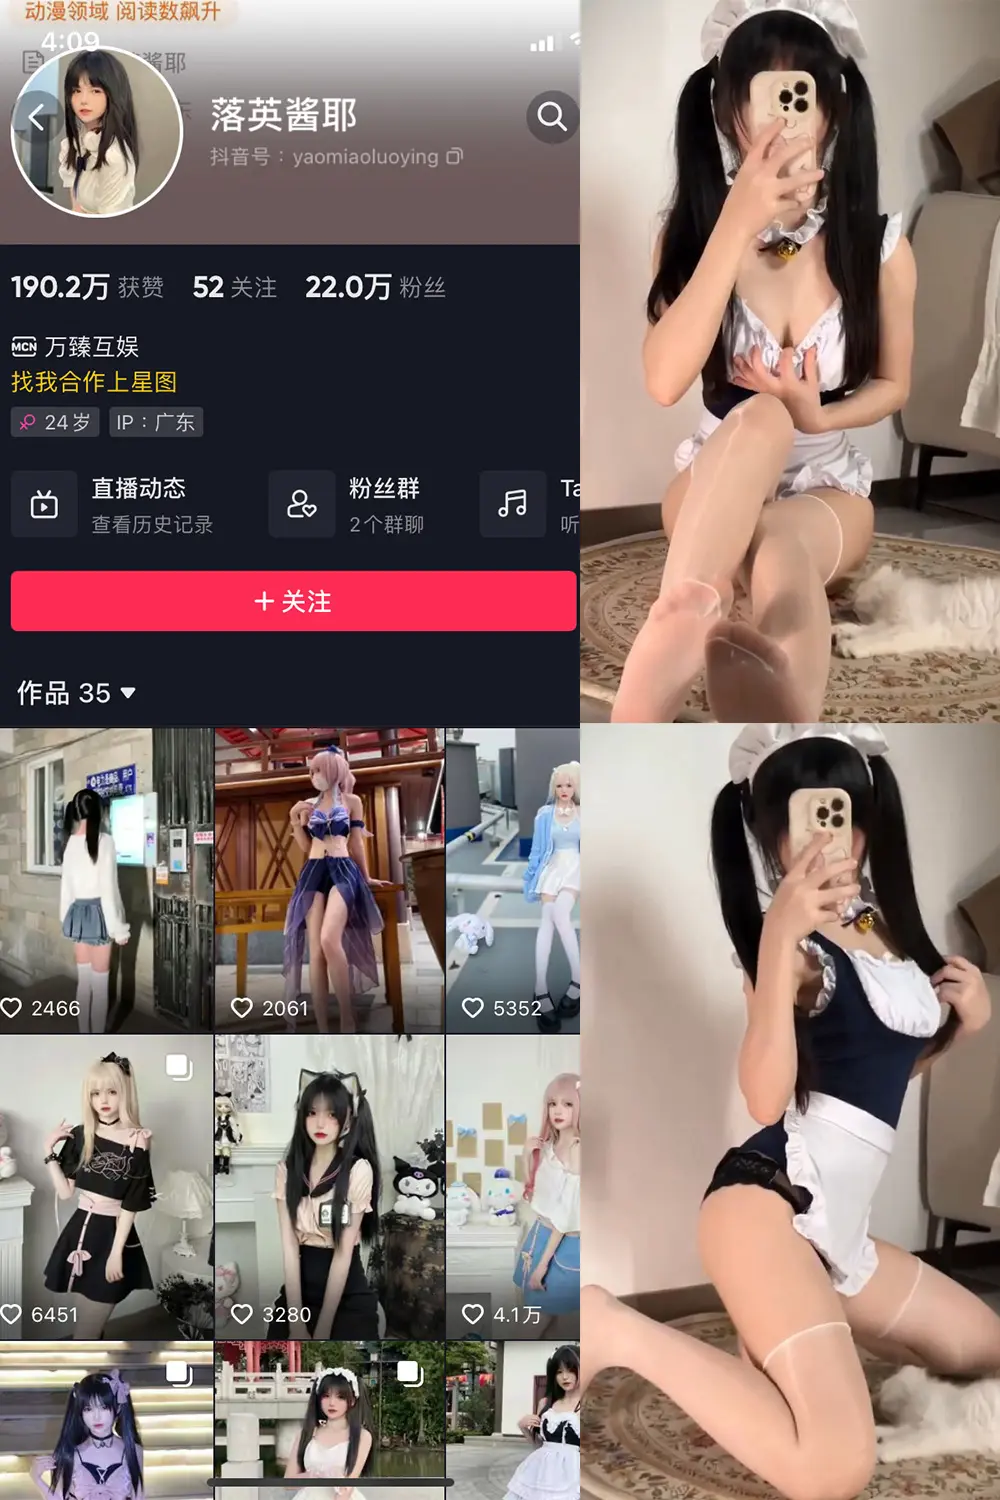 动漫领域 阅读数飙升
4:09
酱耶
落英酱耶
抖音号：yaomiaoluoying
190.2万 获赞 52 关注 22.0万 粉丝
MCN 万臻互娱
找我合作上星图
24岁 IP：广东
直播动态 粉丝群 Ta
查看历史记录 2个群聊 听
+ 关注
作品 35
2466 2061 5352
6451 3280 4.1万